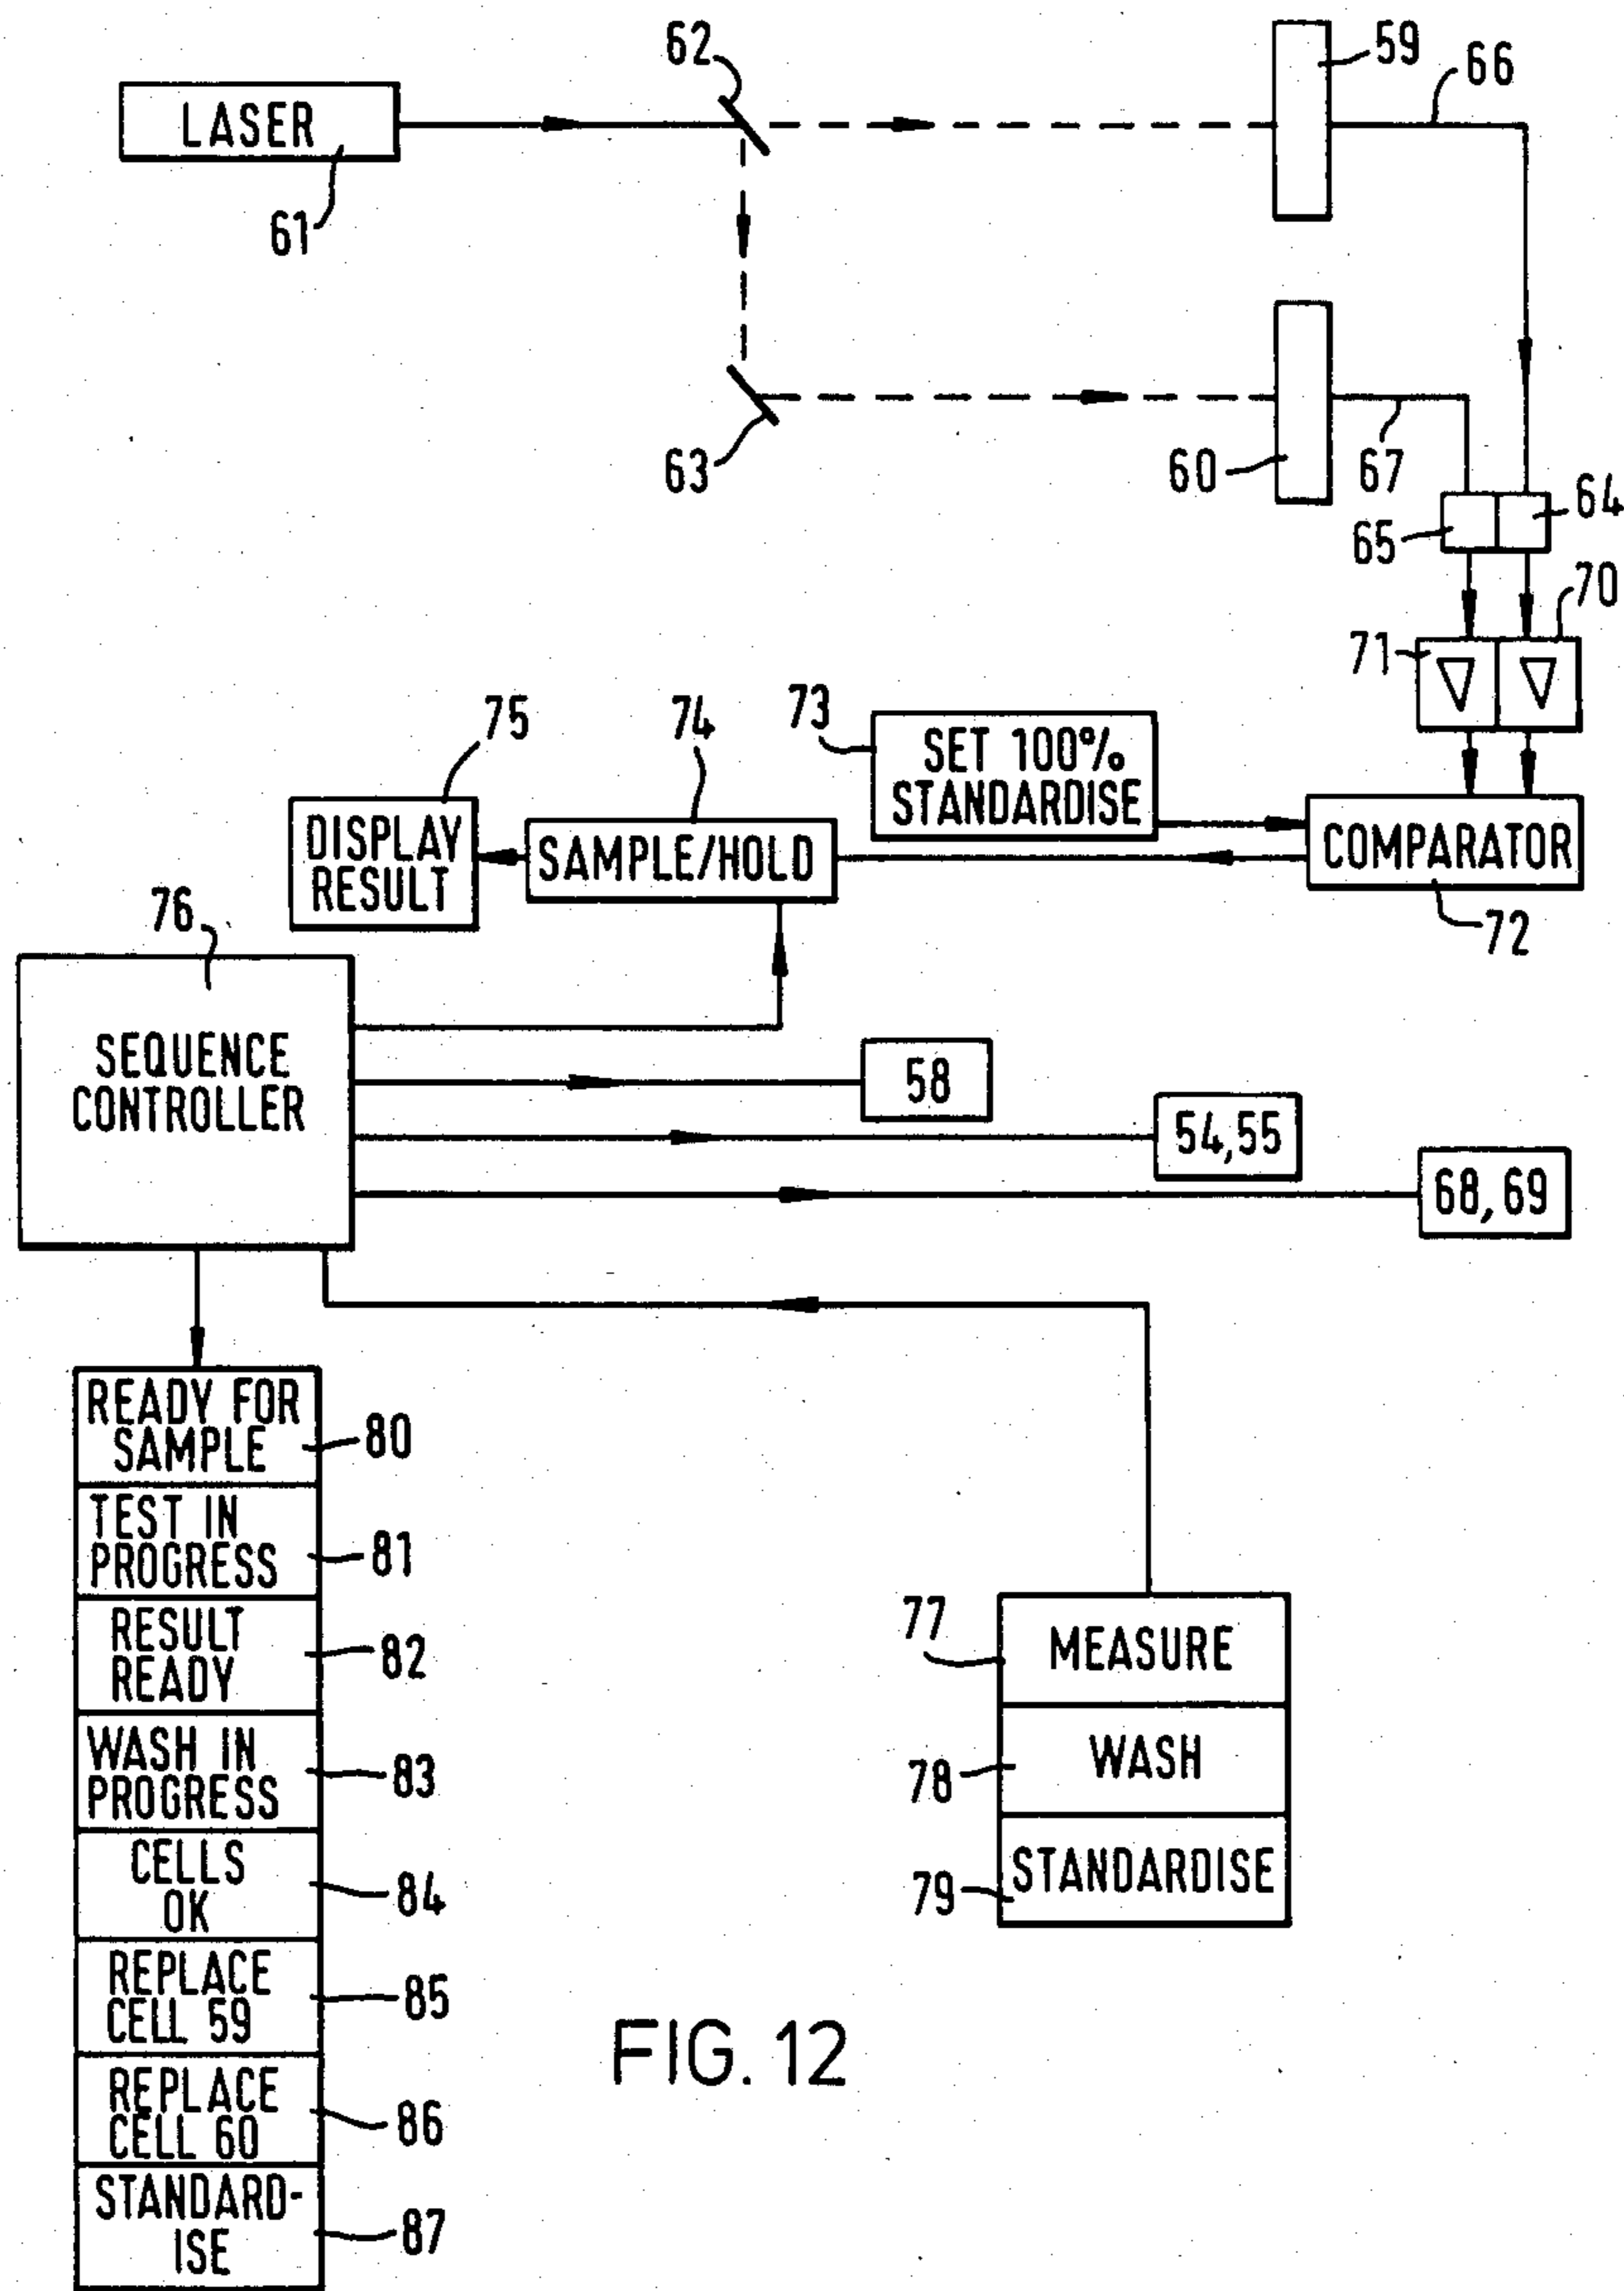 62
59
66
LASER
61
63
60
67
64
65
70
71
73
SET 100%
STANDARDISE
74
75
DISPLAY
RESULT
SAMPLE/HOLD
COMPARATOR
72
76
SEQUENCE
CONTROLLER
58
54,55
68,69
READY FOR
SAMPLE
80
TEST IN
PROGRESS
81
RESULT
READY
82
WASH IN
PROGRESS
83
CELLS
OK
84
REPLACE
CELL 59
85
REPLACE
CELL 60
86
STANDARD-
ISE
87
77
MEASURE
78
WASH
79
STANDARDISE
FIG. 12